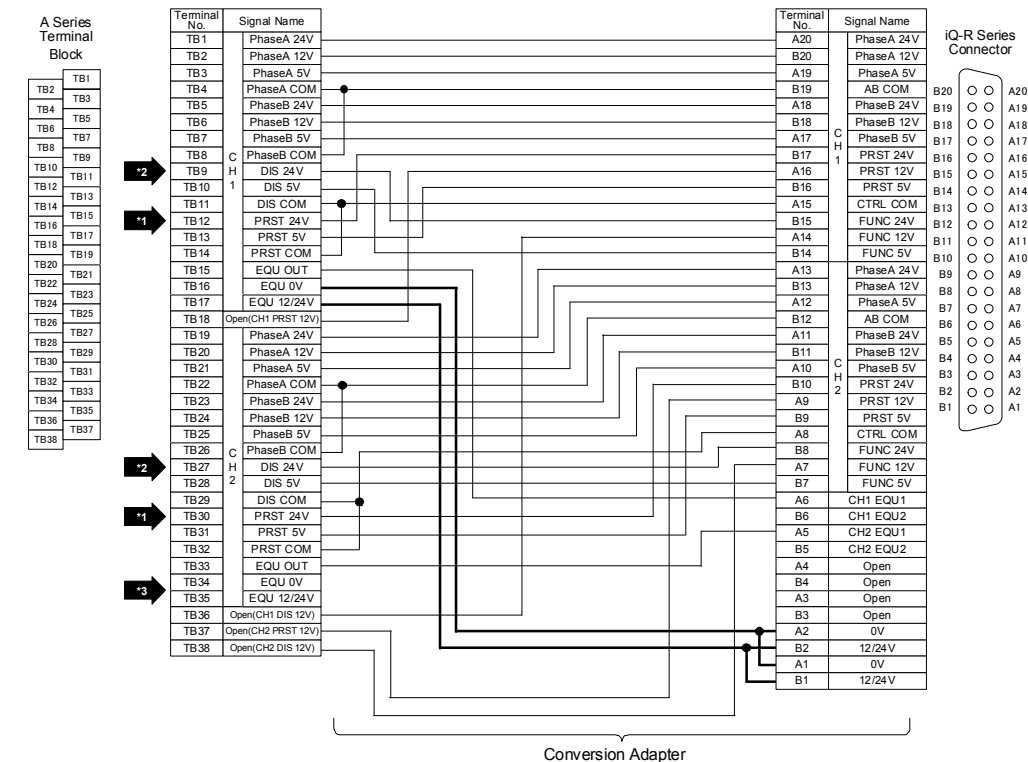 A Series
Terminal
Block
TB1
TB2
TB3
TB4
TB5
TB6
TB7
TB8
TB9
TB10
TB11
TB12
TB13
TB14
TB15
TB16
TB17
TB18
TB19
TB20
TB21
TB22
TB23
TB24
TB25
TB26
TB27
TB28
TB29
TB30
TB31
TB32
TB33
TB34
TB35
TB36
TB37
TB38
*2
*1
*2
*1
*3
Terminal No. Signal Name
CH1
TB1 PhaseA 24V
TB2 PhaseA 12V
TB3 PhaseA 5V
TB4 PhaseA COM
TB5 PhaseB 24V
TB6 PhaseB 12V
TB7 PhaseB 5V
TB8 PhaseB COM
TB9 DIS 24V
TB10 DIS 5V
TB11 DIS COM
TB12 PRST 24V
TB13 PRST 5V
TB14 PRST COM
TB15 EQU OUT
TB16 EQU 0V
TB17 EQU 12/24V
TB18 Open(CH1 PRST 12V)
CH2
TB19 PhaseA 24V
TB20 PhaseA 12V
TB21 PhaseA 5V
TB22 PhaseA COM
TB23 PhaseB 24V
TB24 PhaseB 12V
TB25 PhaseB 5V
TB26 PhaseB COM
TB27 DIS 24V
TB28 DIS 5V
TB29 DIS COM
TB30 PRST 24V
TB31 PRST 5V
TB32 PRST COM
TB33 EQU OUT
TB34 EQU 0V
TB35 EQU 12/24V
TB36 Open(CH1 DIS 12V)
TB37 Open(CH2 PRST 12V)
TB38 Open(CH2 DIS 12V)
Terminal No. Signal Name
CH1
A20 PhaseA 24V
B20 PhaseA 12V
A19 PhaseA 5V
B19 AB COM
A18 PhaseB 24V
B18 PhaseB 12V
A17 PhaseB 5V
B17 PRST 24V
A16 PRST 12V
B16 PRST 5V
A15 CTRL COM
B15 FUNC 24V
A14 FUNC 12V
B14 FUNC 5V
CH2
A13 PhaseA 24V
B13 PhaseA 12V
A12 PhaseA 5V
B12 AB COM
A11 PhaseB 24V
B11 PhaseB 12V
A10 PhaseB 5V
B10 PRST 24V
A9 PRST 12V
B9 PRST 5V
A8 CTRL COM
B8 FUNC 24V
A7 FUNC 12V
B7 FUNC 5V
A6 CH1 EQU1
B6 CH1 EQU2
A5 CH2 EQU1
B5 CH2 EQU2
A4 Open
B4 Open
A3 Open
B3 Open
A2 0V
B2 12/24V
A1 0V
B1 12/24V
iQ-R Series
Connector
B20 A20
B19 A19
B18 A18
B17 A17
B16 A16
B15 A15
B14 A14
B13 A13
B12 A12
B11 A11
B10 A10
B9 A9
B8 A8
B7 A7
B6 A6
B5 A5
B4 A4
B3 A3
B2 A2
B1 A1
Conversion Adapter